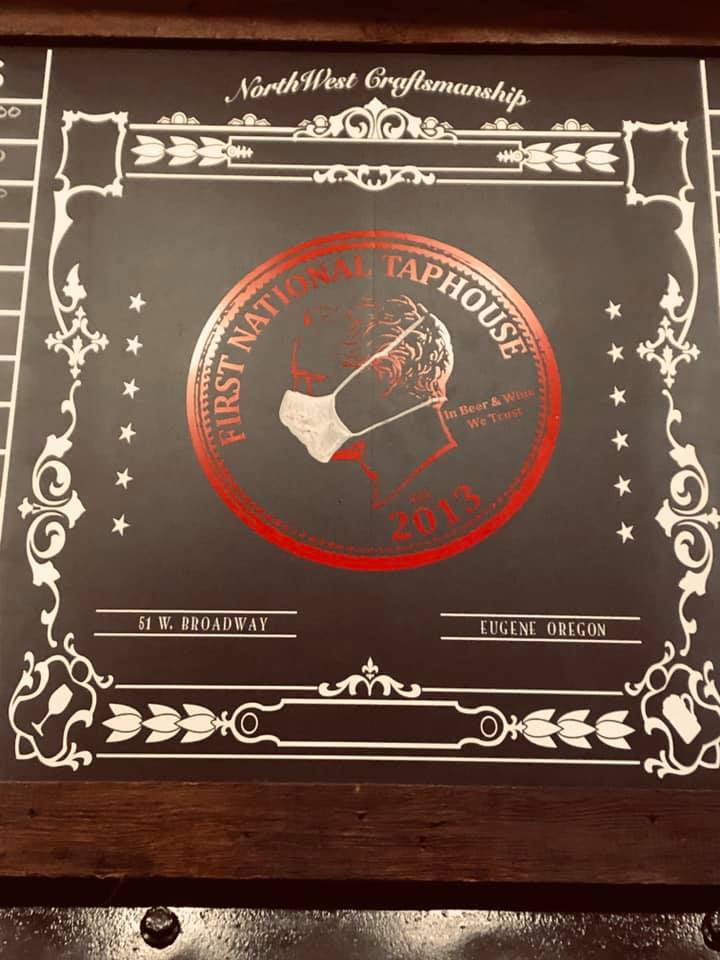 NorthWest Craftsmanship
FIRST NATIONAL TAPHOUSE
In Beer & Wine
We Trust
2013
51 W. BROADWAY
EUGENE OREGON